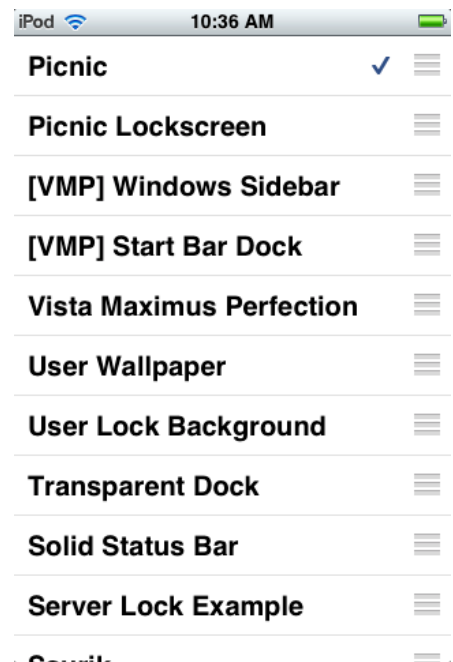 iPod 10:36 AM
Picnic
Picnic Lockscreen
[VMP] Windows Sidebar
[VMP] Start Bar Dock
Vista Maximus Perfection
User Wallpaper
User Lock Background
Transparent Dock
Solid Status Bar
Server Lock Example
Saurik